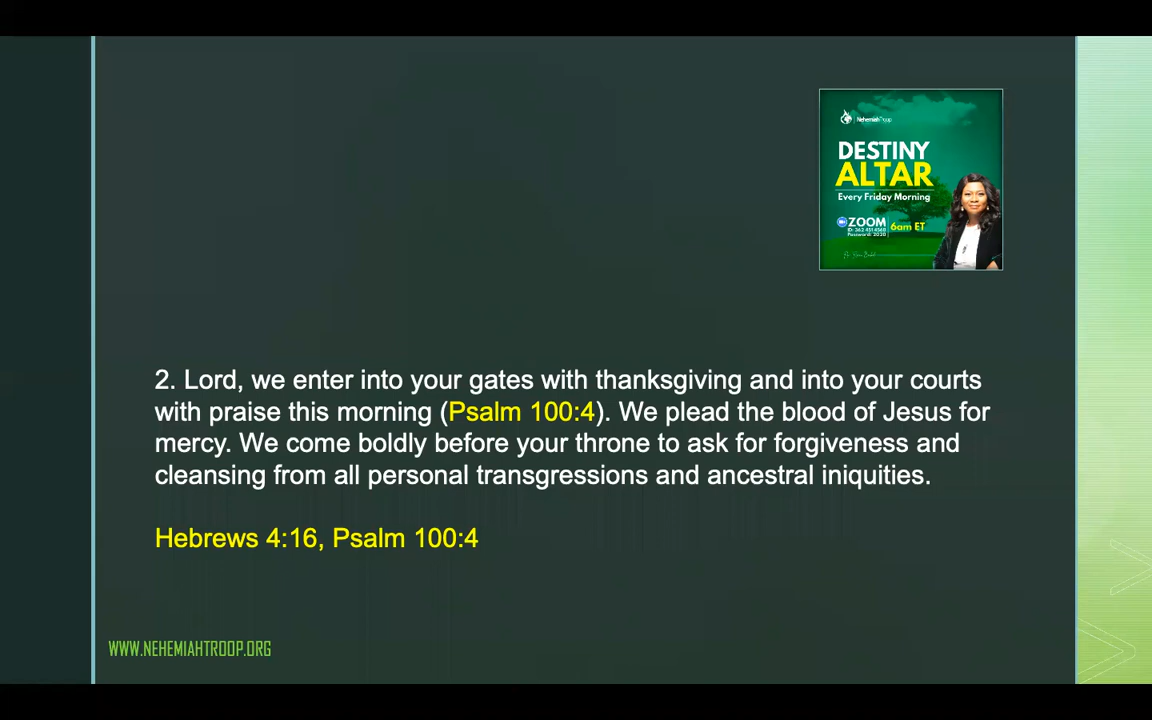 NehemiahTroop
DESTINY
ALTAR
Every Friday Morning
ZOOM
6am ET
Password: 2020
2. Lord, we enter into your gates with thanksgiving and into your courts
with praise this morning (Psalm 100:4). We plead the blood of Jesus for
mercy. We come boldly before your throne to ask for forgiveness and
cleansing from all personal transgressions and ancestral iniquities.
Hebrews 4:16, Psalm 100:4
WWW.NEHEMIAHTROOP.ORG